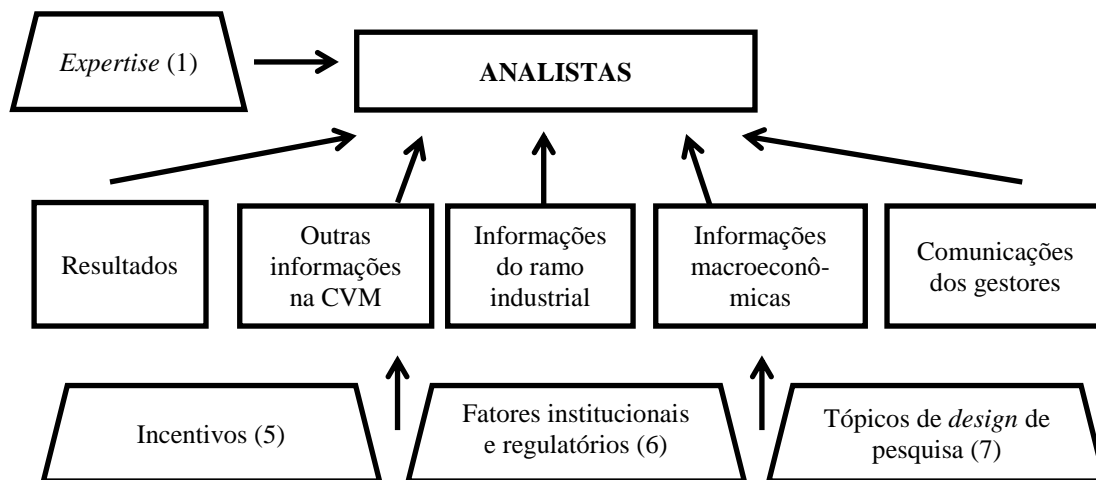 Expertise (1)
ANALISTAS
Resultados
Outras
informações
na CVM
Informações
do ramo
industrial
Informações
macroeconô-
micas
Comunicações
dos gestores
Incentivos (5)
Fatores institucionais
e regulatórios (6)
Tópicos de design de
pesquisa (7)